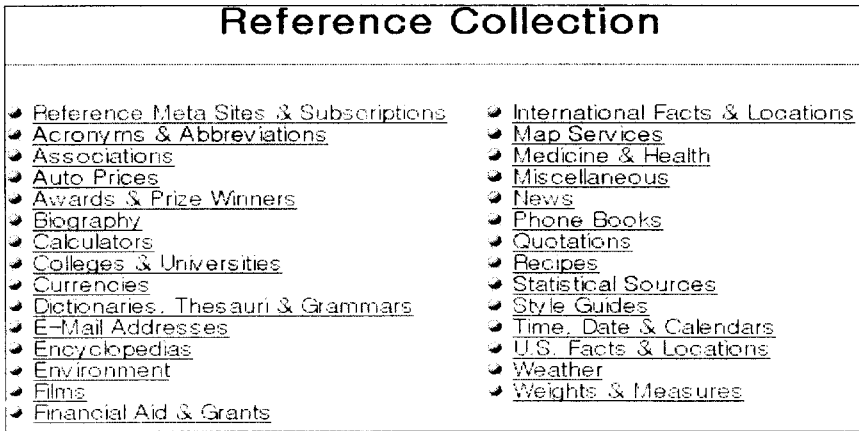 Reference Collection
Reference Meta Sites & Subscriptions
Acronyms & Abbreviations
Associations
Auto Prices
Awards & Prize Winners
Biography
Calculators
Colleges & Universities
Currencies
Dictionaries, Thesauri & Grammars
E-Mail Addresses
Encyclopedias
Environment
Films
Financial Aid & Grants
International Facts & Locations
Map Services
Medicine & Health
Miscellaneous
News
Phone Books
Quotations
Recipes
Statistical Sources
Style Guides
Time, Date & Calendars
U.S. Facts & Locations
Weather
Weights & Measures